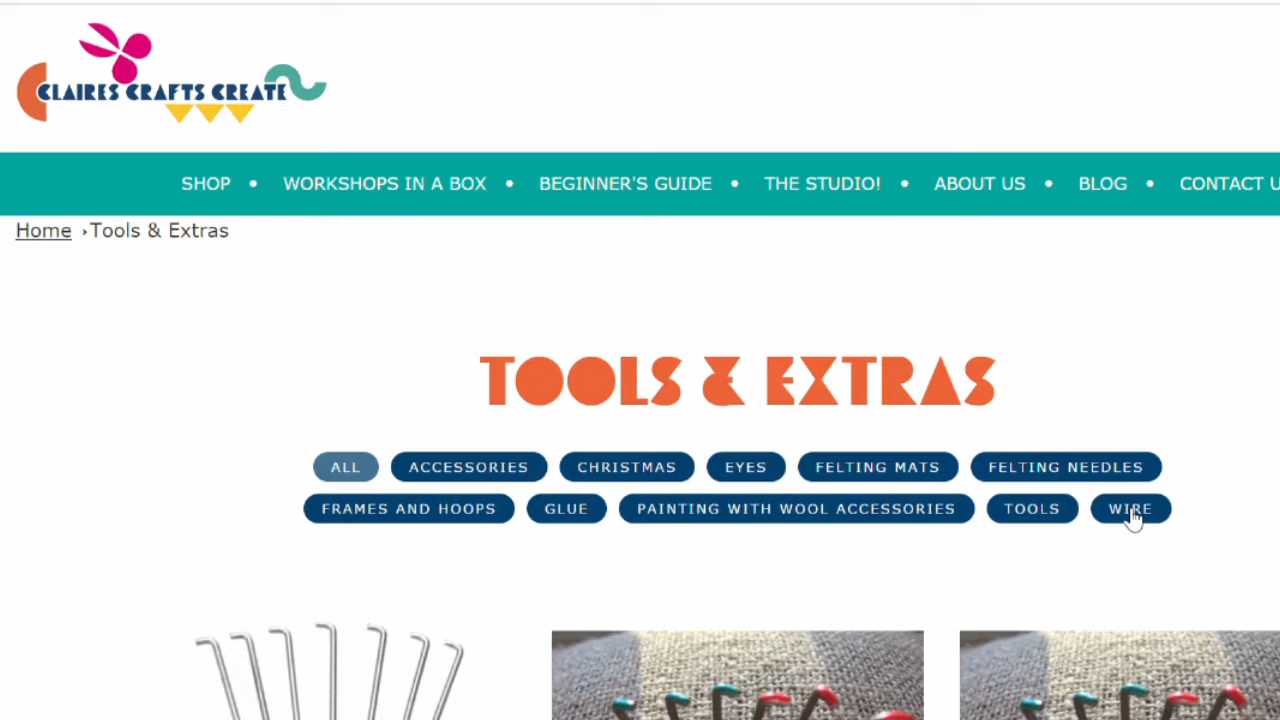 CLAIRES CRAFTS CREATE
SHOP • WORKSHOPS IN A BOX • BEGINNER'S GUIDE • THE STUDIO! • ABOUT US • BLOG • CONTACT U
Home ›Tools & Extras
TOOLS & EXTRAS
ALL ACCESSORIES CHRISTMAS EYES FELTING MATS FELTING NEEDLES
FRAMES AND HOOPS GLUE PAINTING WITH WOOL ACCESSORIES TOOLS WIRE